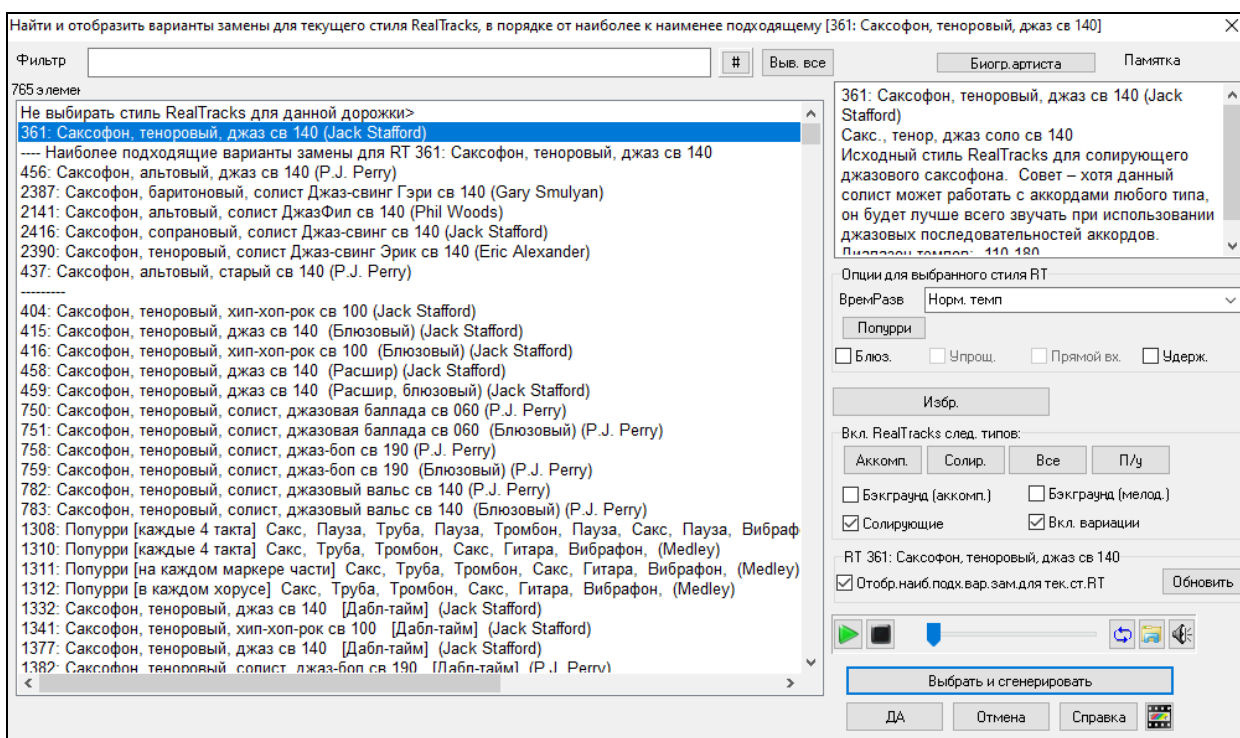 Найти и отобразить варианты замены для текущего стиля RealTracks, в порядке от наиболее к наименее подходящему [361: Саксофон, теноровый, джаз св 140]
Фильтр
#
Выв. все
765 элемен
Не выбирать стиль RealTracks для данной дорожки>
361: Саксофон, теноровый, джаз св 140 (Jack Stafford)
---- Наиболее подходящие варианты замены для RT 361: Саксофон, теноровый, джаз св 140
456: Саксофон, альтовый, джаз св 140 (P.J. Perry)
2387: Саксофон, баритоновый, солист Джаз-свинг Гэри св 140 (Gary Smulyan)
2141: Саксофон, альтовый, солист ДжазФил св 140 (Phil Woods)
2416: Саксофон, сопрановый, солист Джаз-свинг св 140 (Jack Stafford)
2390: Саксофон, теноровый, солист Джаз-свинг Эрик св 140 (Eric Alexander)
437: Саксофон, альтовый, старый св 140 (P.J. Perry)
---------
404: Саксофон, теноровый, хип-хоп-рок св 100 (Jack Stafford)
415: Саксофон, теноровый, джаз св 140  (Блюзовый) (Jack Stafford)
416: Саксофон, теноровый, хип-хоп-рок св 100  (Блюзовый) (Jack Stafford)
458: Саксофон, теноровый, джаз св 140  (Расшир) (Jack Stafford)
459: Саксофон, теноровый, джаз св 140  (Расшир, блюзовый) (Jack Stafford)
750: Саксофон, теноровый, солист, джазовая баллада св 060 (P.J. Perry)
751: Саксофон, теноровый, солист, джазовая баллада св 060  (Блюзовый) (P.J. Perry)
758: Саксофон, теноровый, солист, джаз-боп св 190 (P.J. Perry)
759: Саксофон, теноровый, солист, джаз-боп св 190  (Блюзовый) (P.J. Perry)
782: Саксофон, теноровый, солист, джазовый вальс св 140 (P.J. Perry)
783: Саксофон, теноровый, солист, джазовый вальс св 140  (Блюзовый) (P.J. Perry)
1308: Попурри [каждые 4 такта]  Сакс, Пауза, Труба, Пауза, Тромбон, Пауза, Сакс, Пауза, Вибраф
1310: Попурри [каждые 4 такта]  Сакс, Труба, Тромбон, Сакс, Гитара, Вибрафон, (Medley)
1311: Попурри [на каждом маркере части]  Сакс, Труба, Тромбон, Сакс, Гитара, Вибрафон, (Medley)
1312: Попурри [в каждом хорусе]  Сакс, Труба, Тромбон, Сакс, Гитара, Вибрафон, (Medley)
1332: Саксофон, теноровый, джаз св 140  [Дабл-тайм] (Jack Stafford)
1341: Саксофон, теноровый, хип-хоп-рок св 100  [Дабл-тайм] (Jack Stafford)
1377: Саксофон, теноровый, джаз св 140  [Дабл-тайм] (Jack Stafford)
1382: Саксофон, теноровый, солист, джаз-боп св 190  [Дабл-тайм] (P.J. Perry)
Биогр.артиста
Памятка
361: Саксофон, теноровый, джаз св 140 (Jack
Stafford)
Сакс., тенор, джаз соло св 140
Исходный стиль RealTracks для солирующего
джазового саксофона.  Совет – хотя данный
солист может работать с аккордами любого типа,
он будет лучше всего звучать при использовании
джазовых последовательностей аккордов.
Диапазон темпов:  110-180
Опции для выбранного стиля RT
ВремРазв
Норм. темп
Попурри
Блюз.
Упрощ.
Прямой вх.
Удерж.
Избр.
Вкл. RealTracks след. типов:
Аккомп.
Солир.
Все
П/у
Бэкграунд (аккомп.)
Бэкграунд (мелод.)
Солирующие
Вкл. вариации
RT 361: Саксофон, теноровый, джаз св 140
Отобр.наиб.подх.вар.зам.для тек.ст.RT
Обновить
Выбрать и сгенерировать
ДА
Отмена
Справка